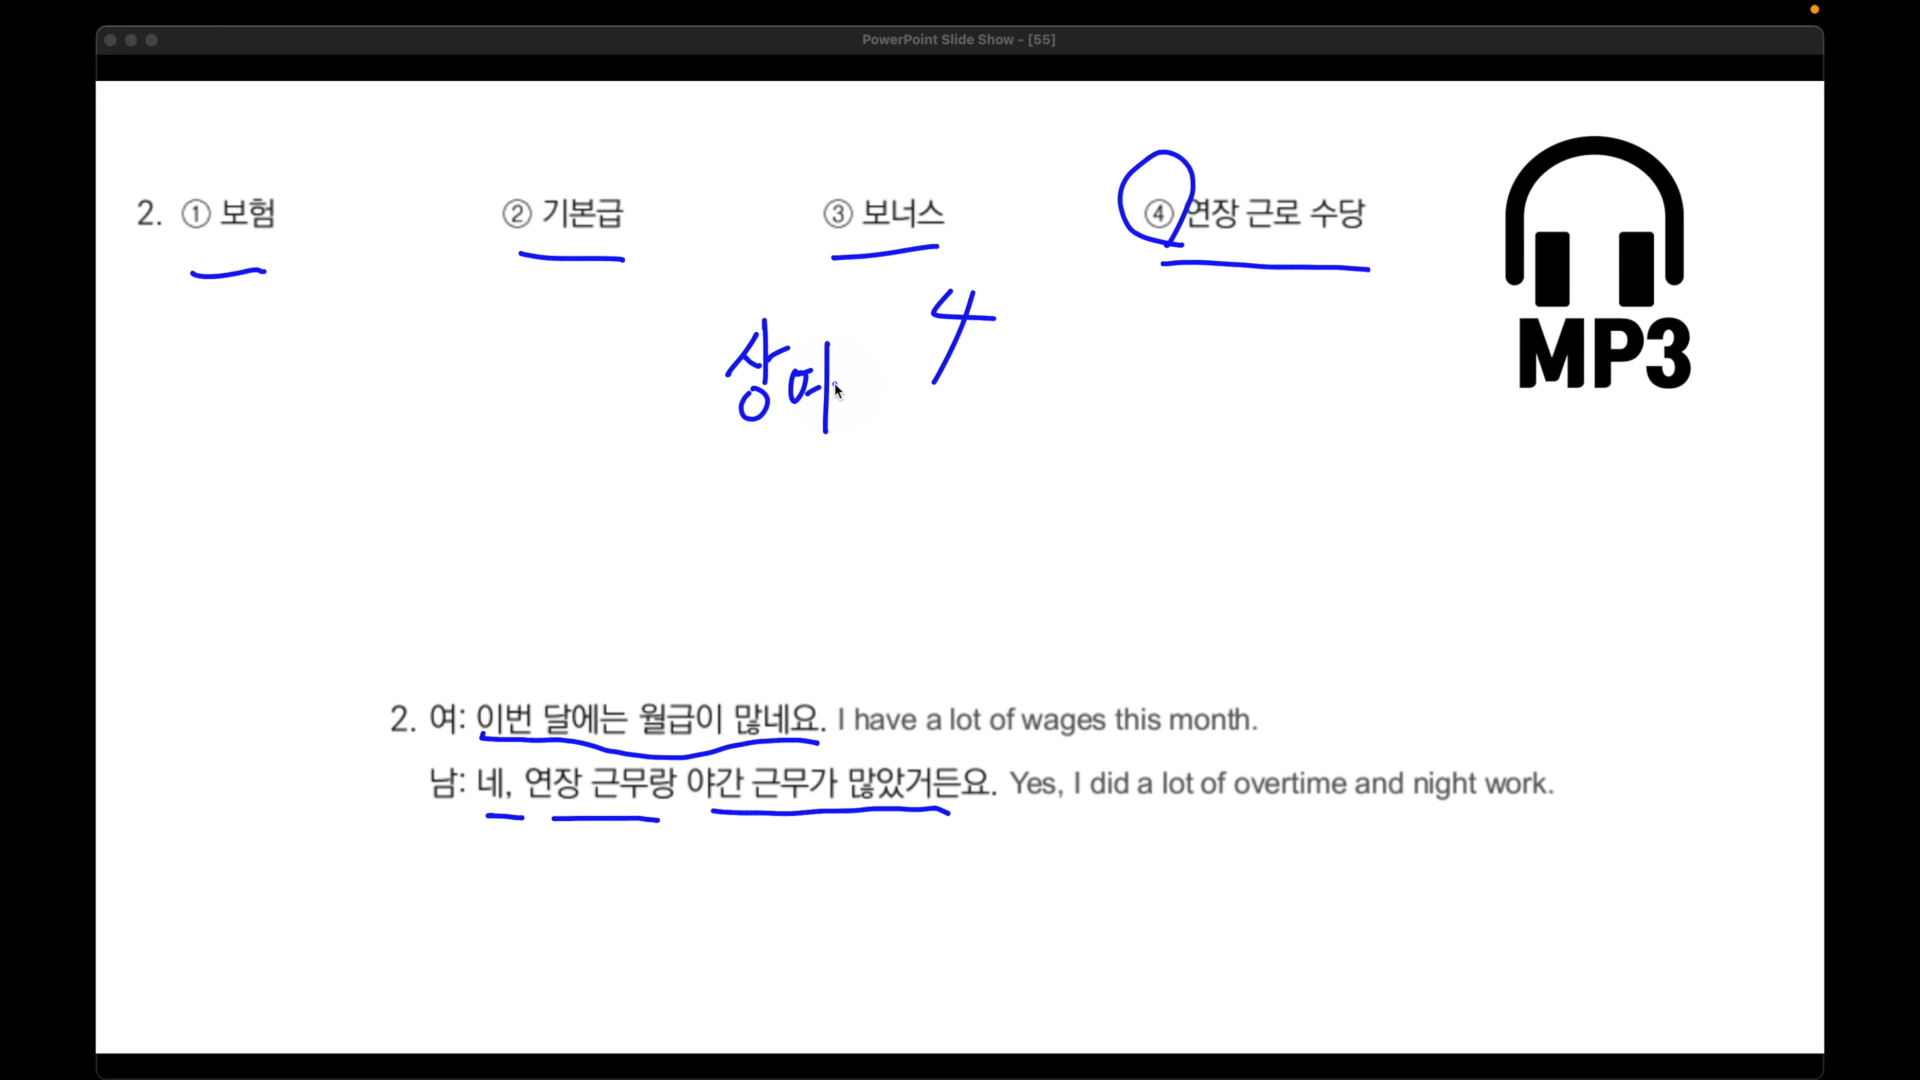 PowerPoint Slide Show - [55]
2. ① 보험 ② 기본급 ③ 보너스 ④ 연장 근로 수당
MP3
4
상여
2. 여: 이번 달에는 월급이 많네요. I have a lot of wages this month.
남: 네, 연장 근무랑 야간 근무가 많았거든요. Yes, I did a lot of overtime and night work.